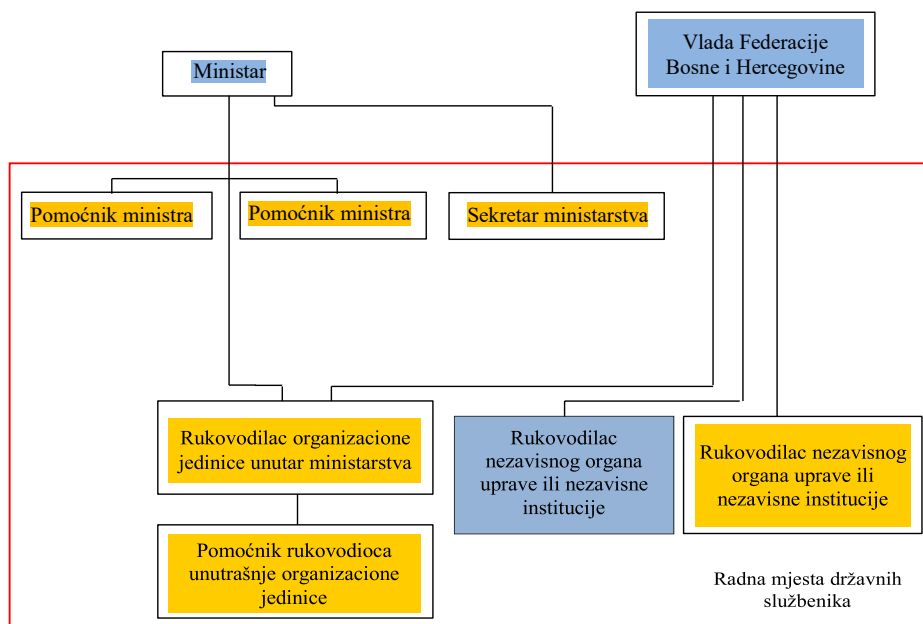 Ministar
Vlada Federacije
Bosne i Hercegovine
Pomoćnik ministra
Pomoćnik ministra
Sekretar ministarstva
Rukovodilac organizacione
jedinice unutar ministarstva
Rukovodilac
nezavisnog organa
uprave ili nezavisne
institucije
Rukovodilac nezavisnog
organa uprave ili
nezavisne institucije
Pomoćnik rukovodioca
unutrašnje organizacione
jedinice
Radna mjesta državnih
službenika